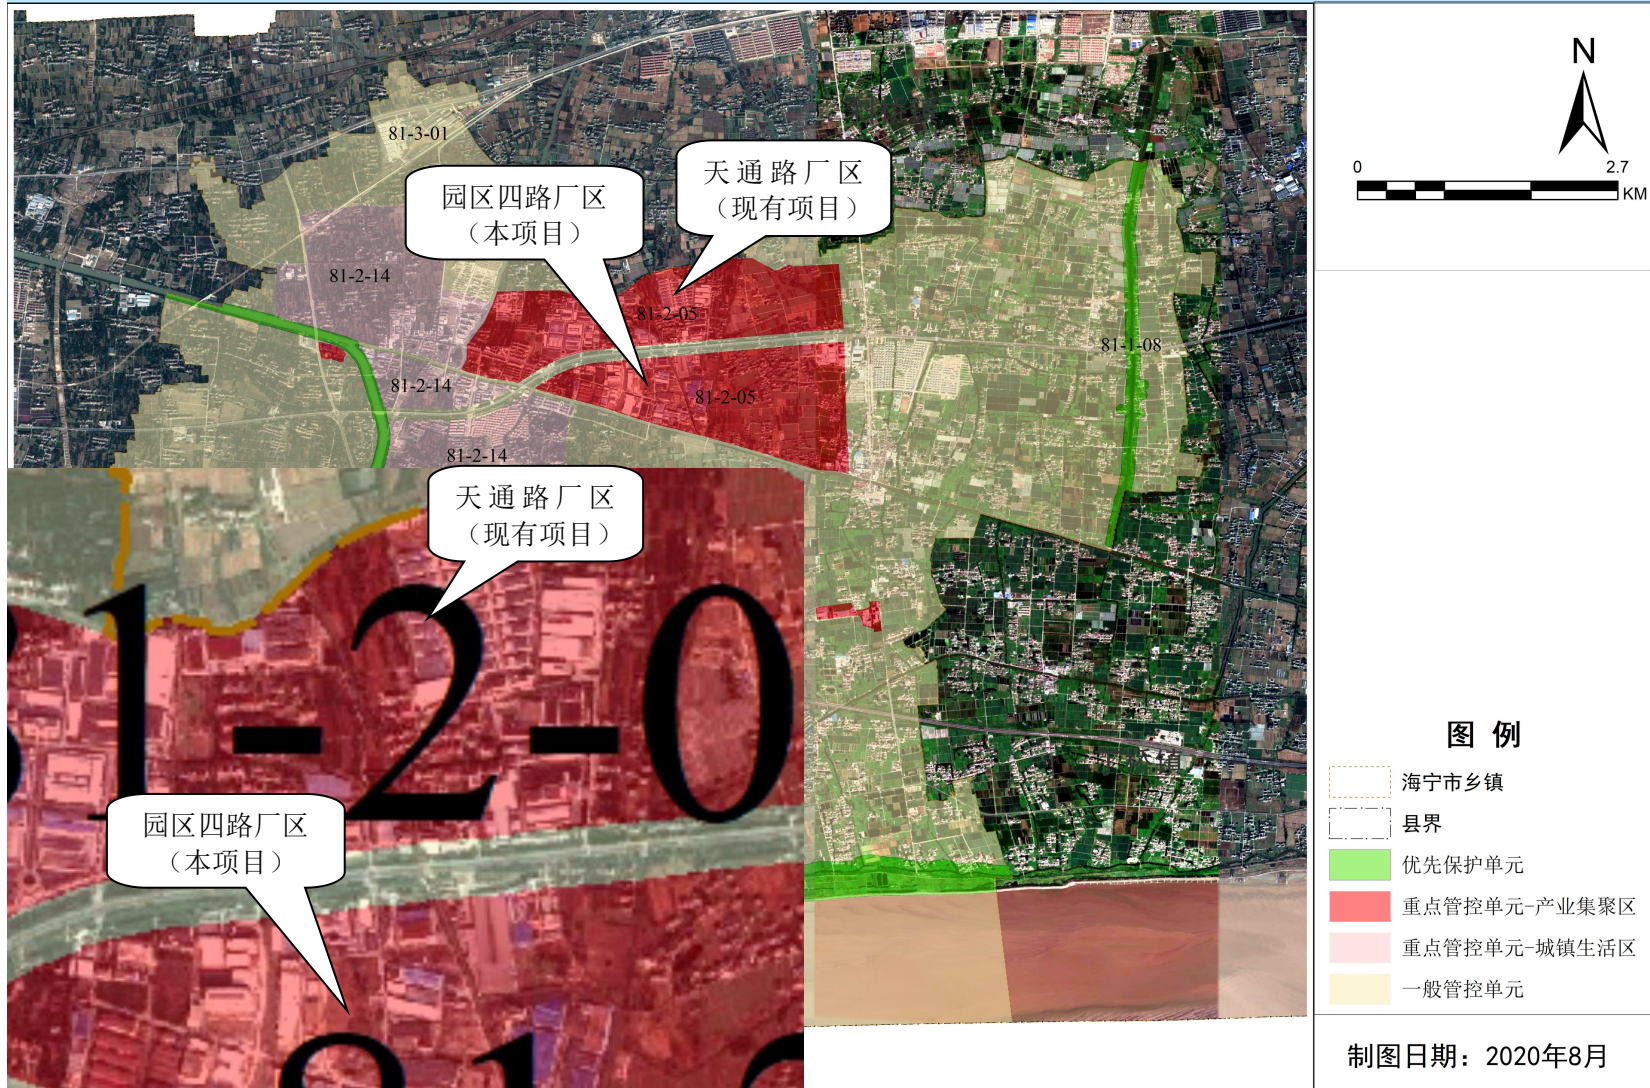 81-3-01
园区四路厂区
（本项目）
天通路厂区
（现有项目）
81-2-14
81-2-05
81-1-08
81-2-14
81-2-05
81-2-14
天通路厂区
（现有项目）
81-2-0
园区四路厂区
（本项目）
N
0 2.7
KM
图 例
海宁市乡镇
县界
优先保护单元
重点管控单元-产业集聚区
重点管控单元-城镇生活区
一般管控单元
制图日期：2020年8月